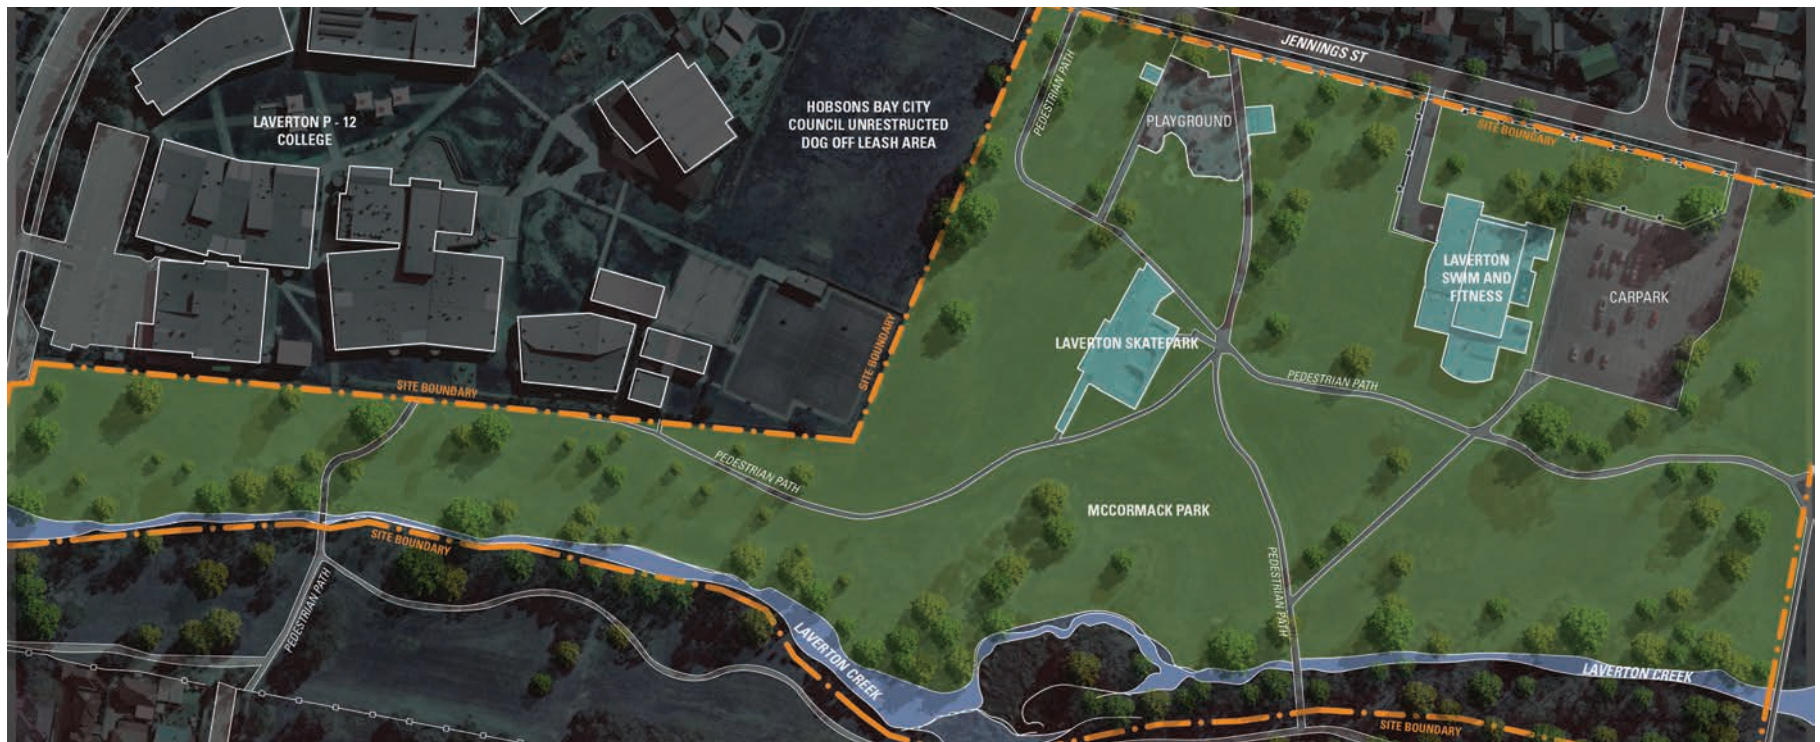 JENNINGS ST
PEDESTRIAN PATH
HOBSONS BAY CITY
COUNCIL UNRESTRUCTED
DOG OFF LEASH AREA
LAVERTON P - 12
COLLEGE
PLAYGROUND
SITE BOUNDARY
LAVERTON
SWIM AND
FITNESS
CARPARK
SITE BOUNDARY
LAVERTON SKATEPARK
PEDESTRIAN PATH
SITE BOUNDARY
PEDESTRIAN PATH
MCCORMACK PARK
SITE BOUNDARY
PEDESTRIAN PATH
PEDESTRIAN PATH
LAVERTON CREEK
LAVERTON CREEK
SITE BOUNDARY